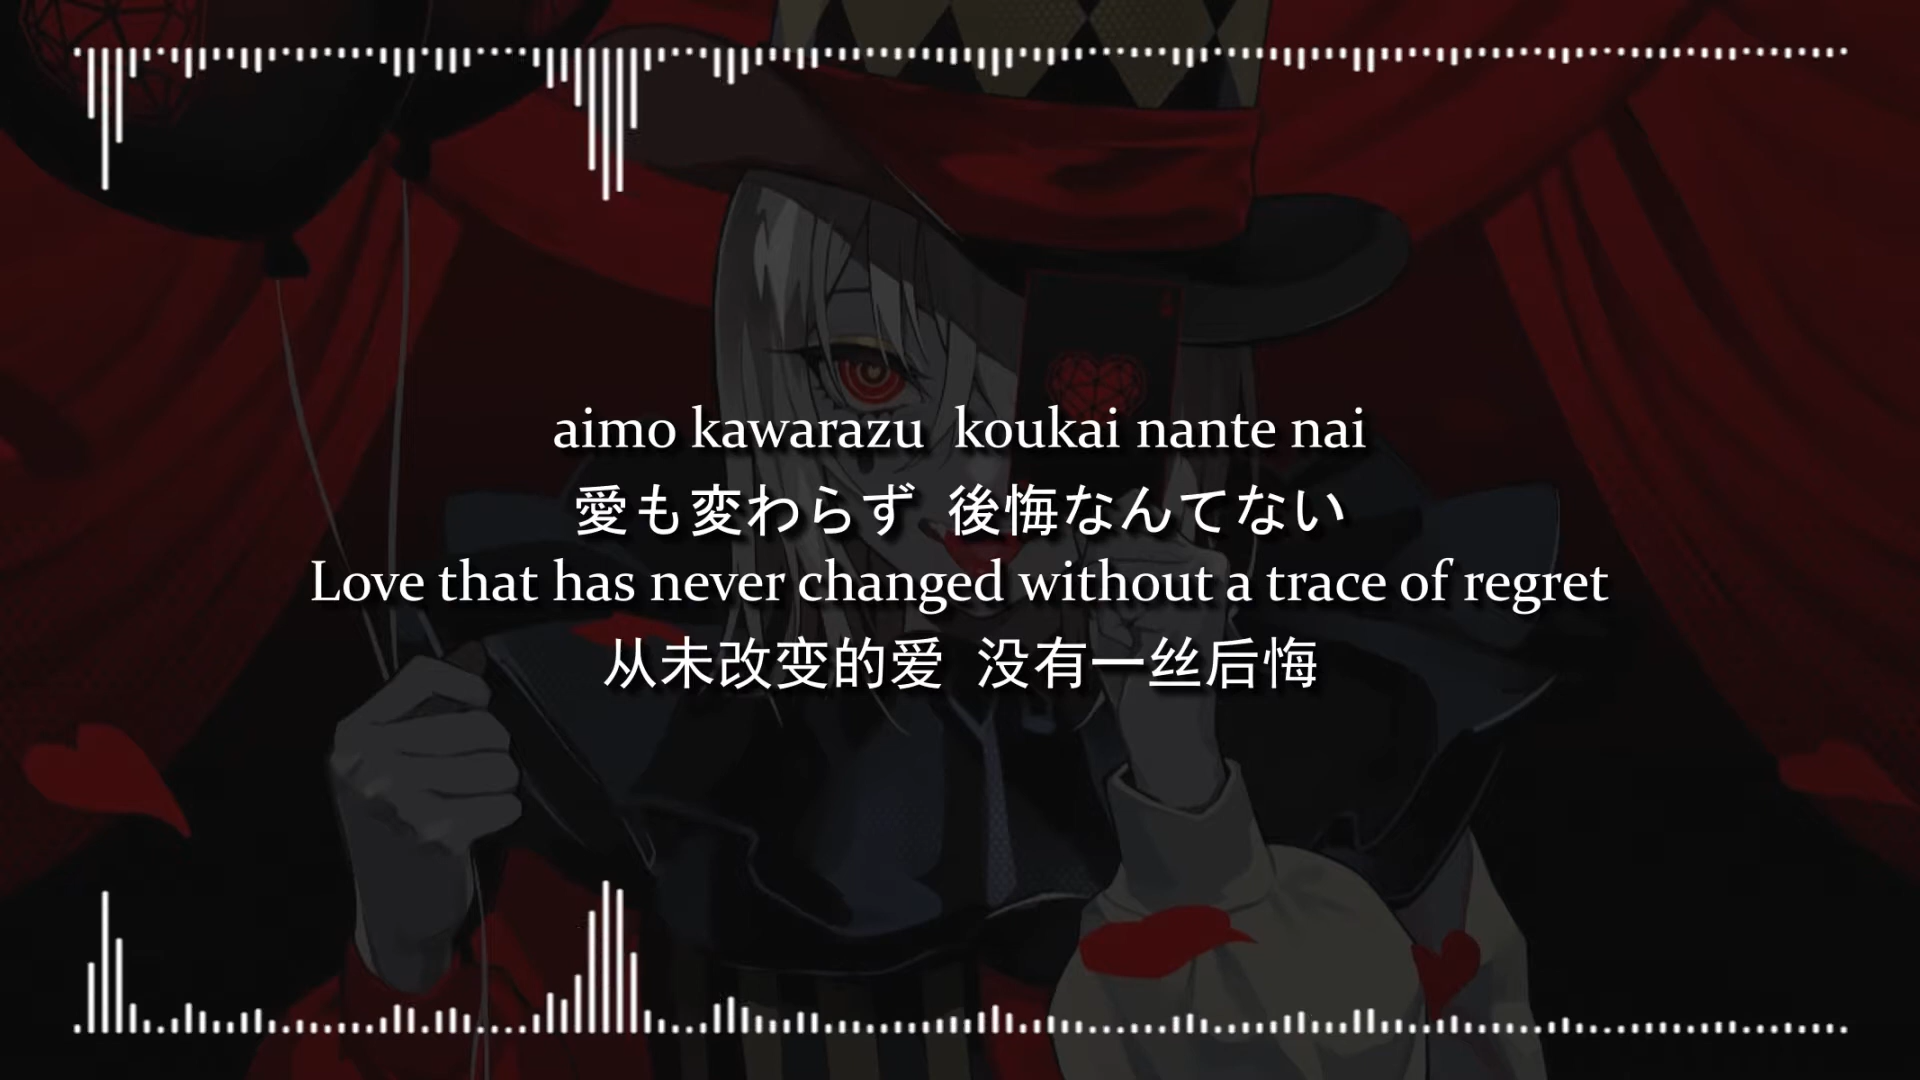 aimo kawarazu  koukai nante nai
愛も変わらず  後悔なんてない
Love that has never changed without a trace of regret
从未改变的爱  没有一丝后悔